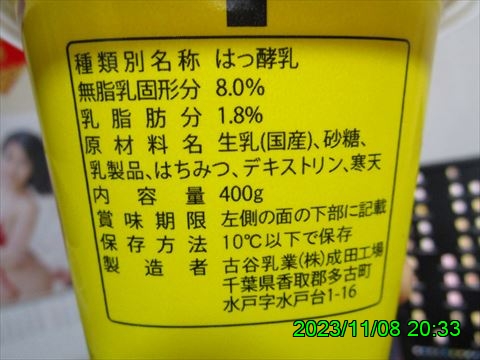 種類別名称 はっ酵乳
無脂乳固形分 8.0%
乳脂肪分 1.8%
原材料名 生乳(国産)、砂糖、
乳製品、はちみつ、デキストリン、寒天
内容量 400g
賞味期限 左側の面の下部に記載
保存方法 10℃以下で保存
製造者 古谷乳業(株)成田工場
千葉県香取郡多古町
水戸字水戸台1-16
2023/11/08 20:33